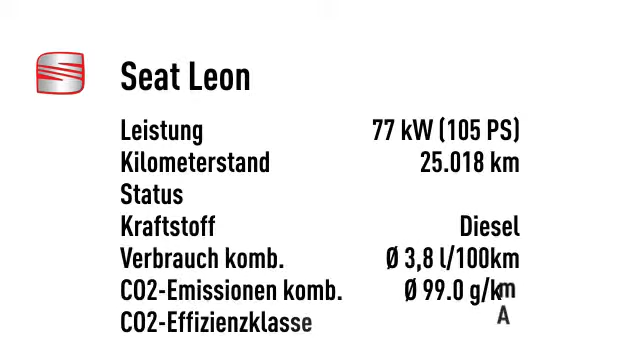 Seat Leon
Leistung 77 kW (105 PS)
Kilometerstand 25.018 km
Status
Kraftstoff Diesel
Verbrauch komb. Ø 3,8 l/100km
CO2-Emissionen komb. Ø 99.0 g/km
CO2-Effizienzklasse A